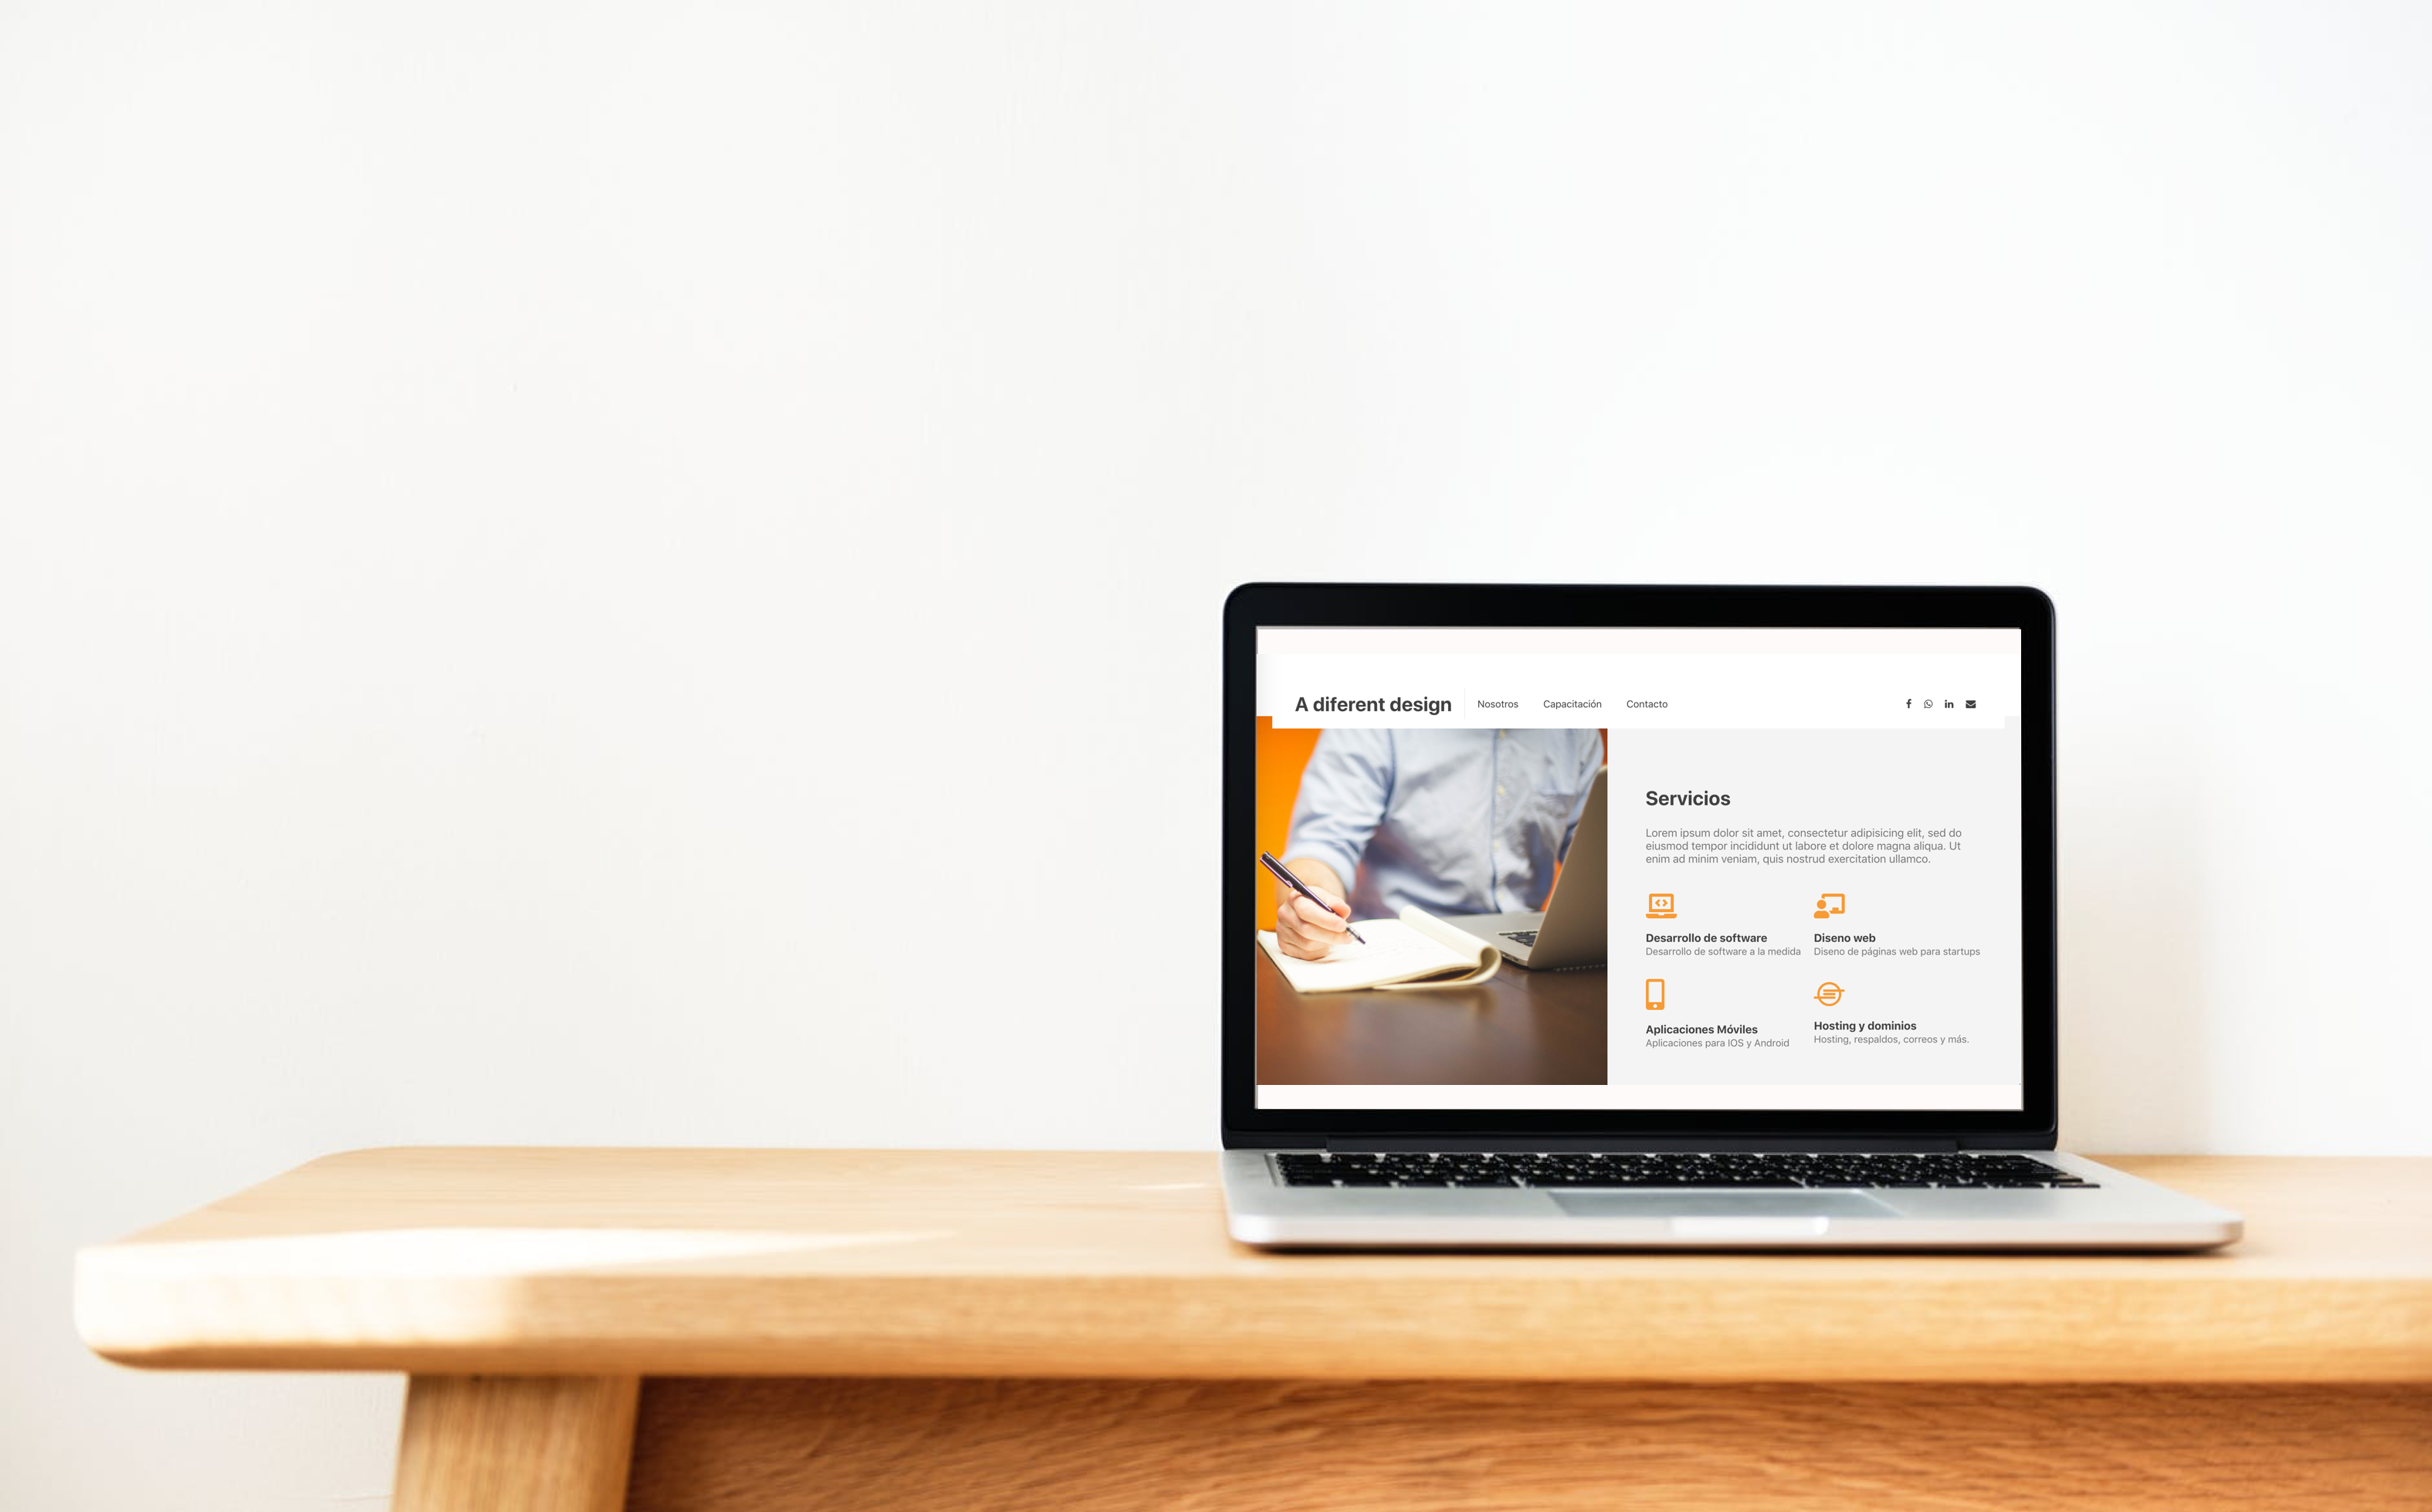 A diferent design
Nosotros Capacitación Contacto
Servicios
Lorem ipsum dolor sit amet, consectetur adipisicing elit, sed do
eiusmod tempor incididunt ut labore et dolore magna aliqua. Ut
enim ad minim veniam, quis nostrud exercitation ullamco.
Desarrollo de software
Desarrollo de software a la medida
Diseno web
Diseno de páginas web para startups
Aplicaciones Móviles
Aplicaciones para IOS y Android
Hosting y dominios
Hosting, respaldos, correos y más.